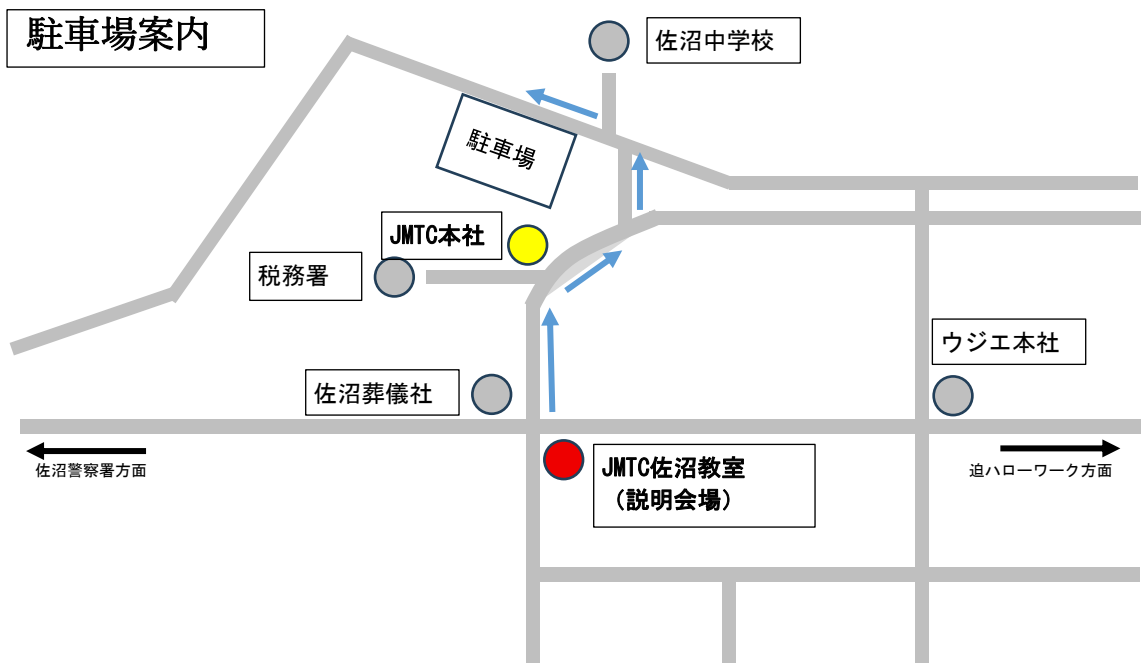 駐車場案内
佐沼中学校
駐車場
JMTC本社
税務署
ウジエ本社
佐沼葬儀社
佐沼警察署方面
JMTC佐沼教室
（説明会場）
迫ハローワーク方面